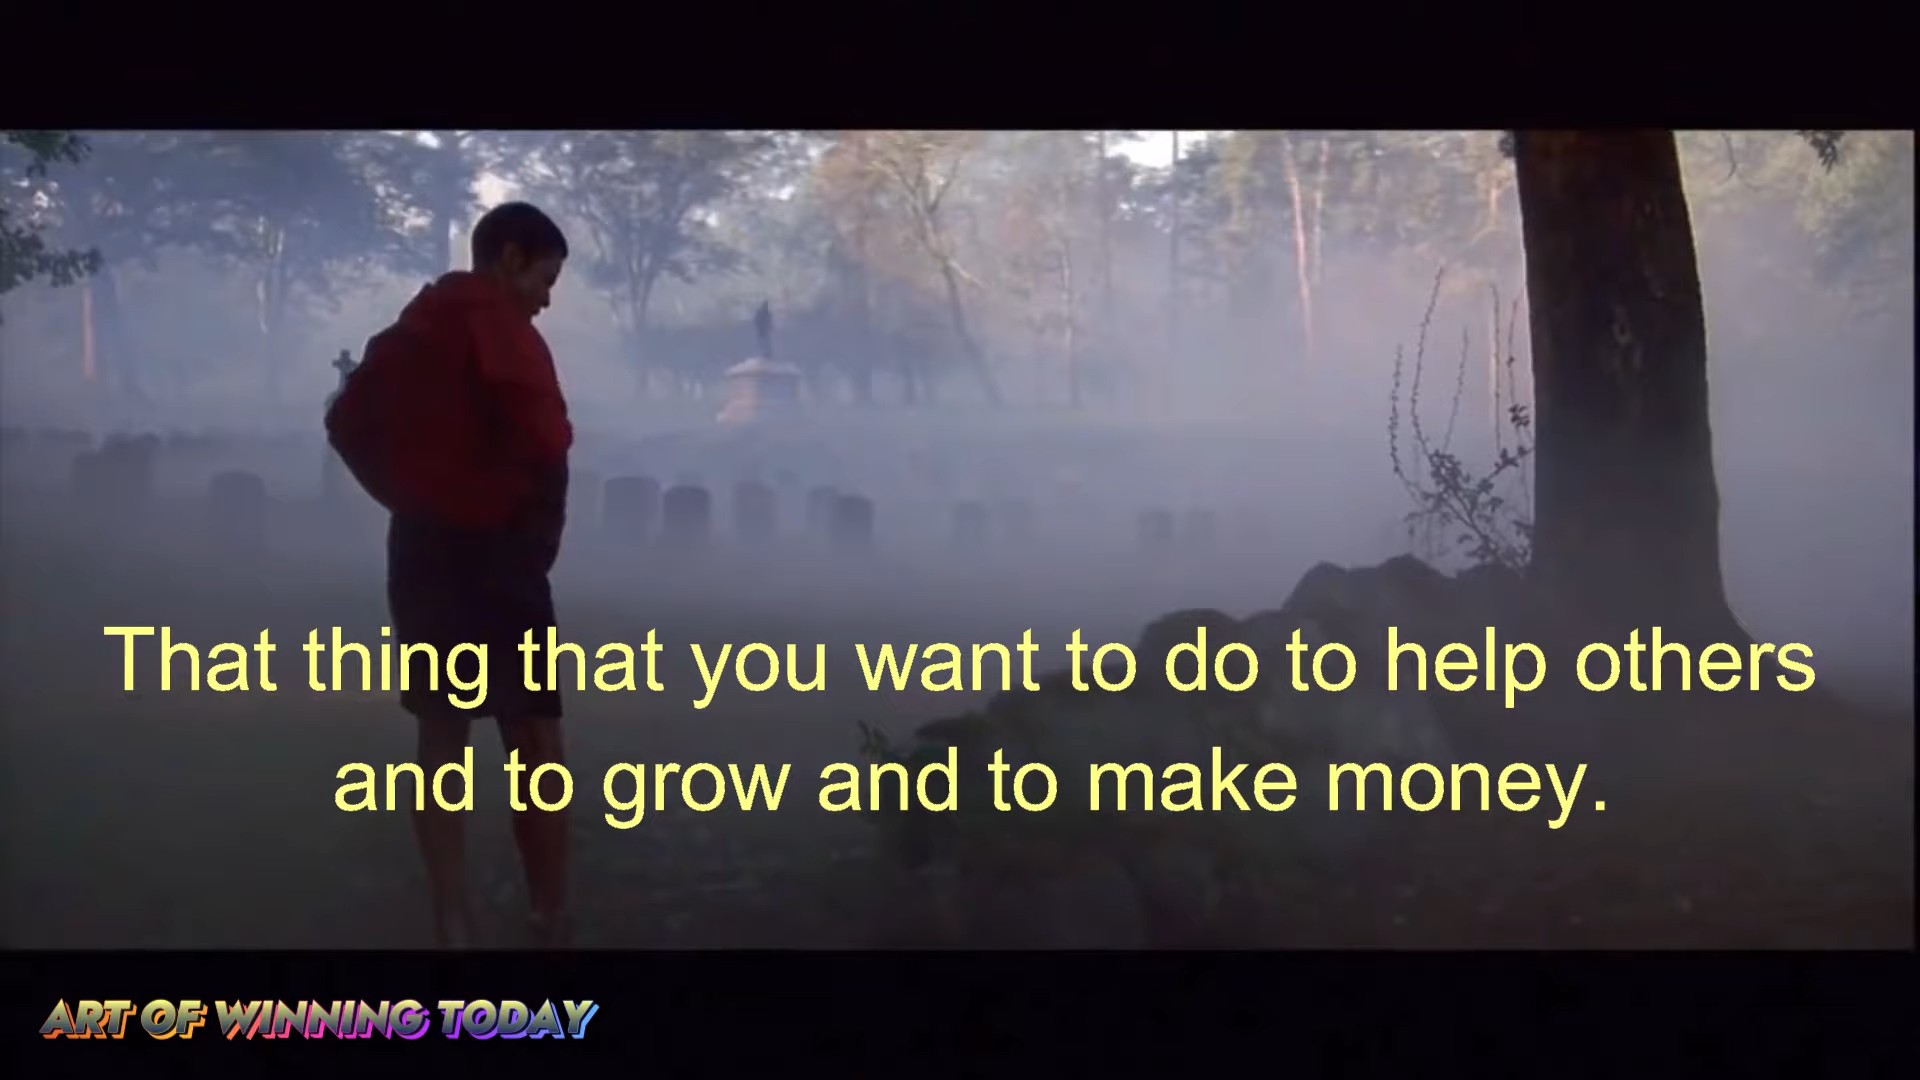 That thing that you want to do to help others
and to grow and to make money.
ART OF WINNING TODAY